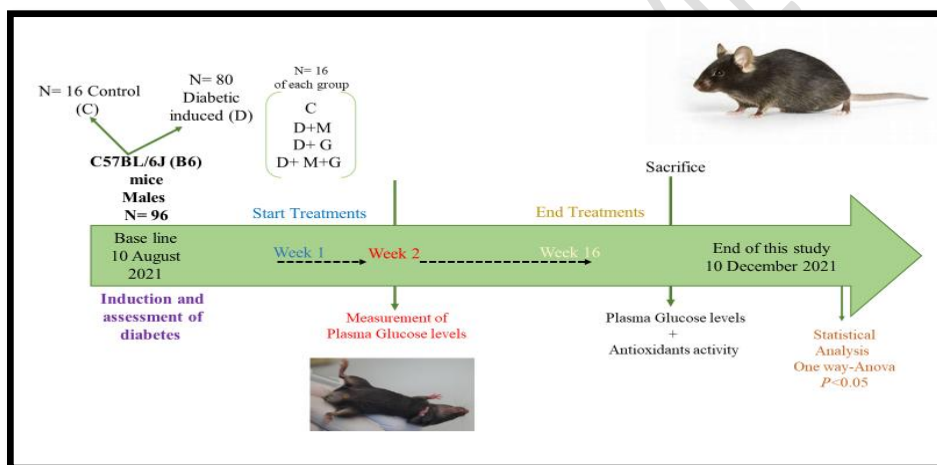 N= 16 Control
(C)
N= 80
Diabetic
induced (D)
N= 16
of each group
C
D+M
D+ G
D+ M+G
C57BL/6J (B6)
mice
Males
N= 96
Sacrifice
Start Treatments
End Treatments
Base line
10 August
2021
Week 1
Week 2
Week 16
End of this study
10 December 2021
Induction and
assessment of
diabetes
Measurement of
Plasma Glucose levels
Plasma Glucose levels
+
Antioxidants activity
Statistical
Analysis
One way-Anova
P<0.05